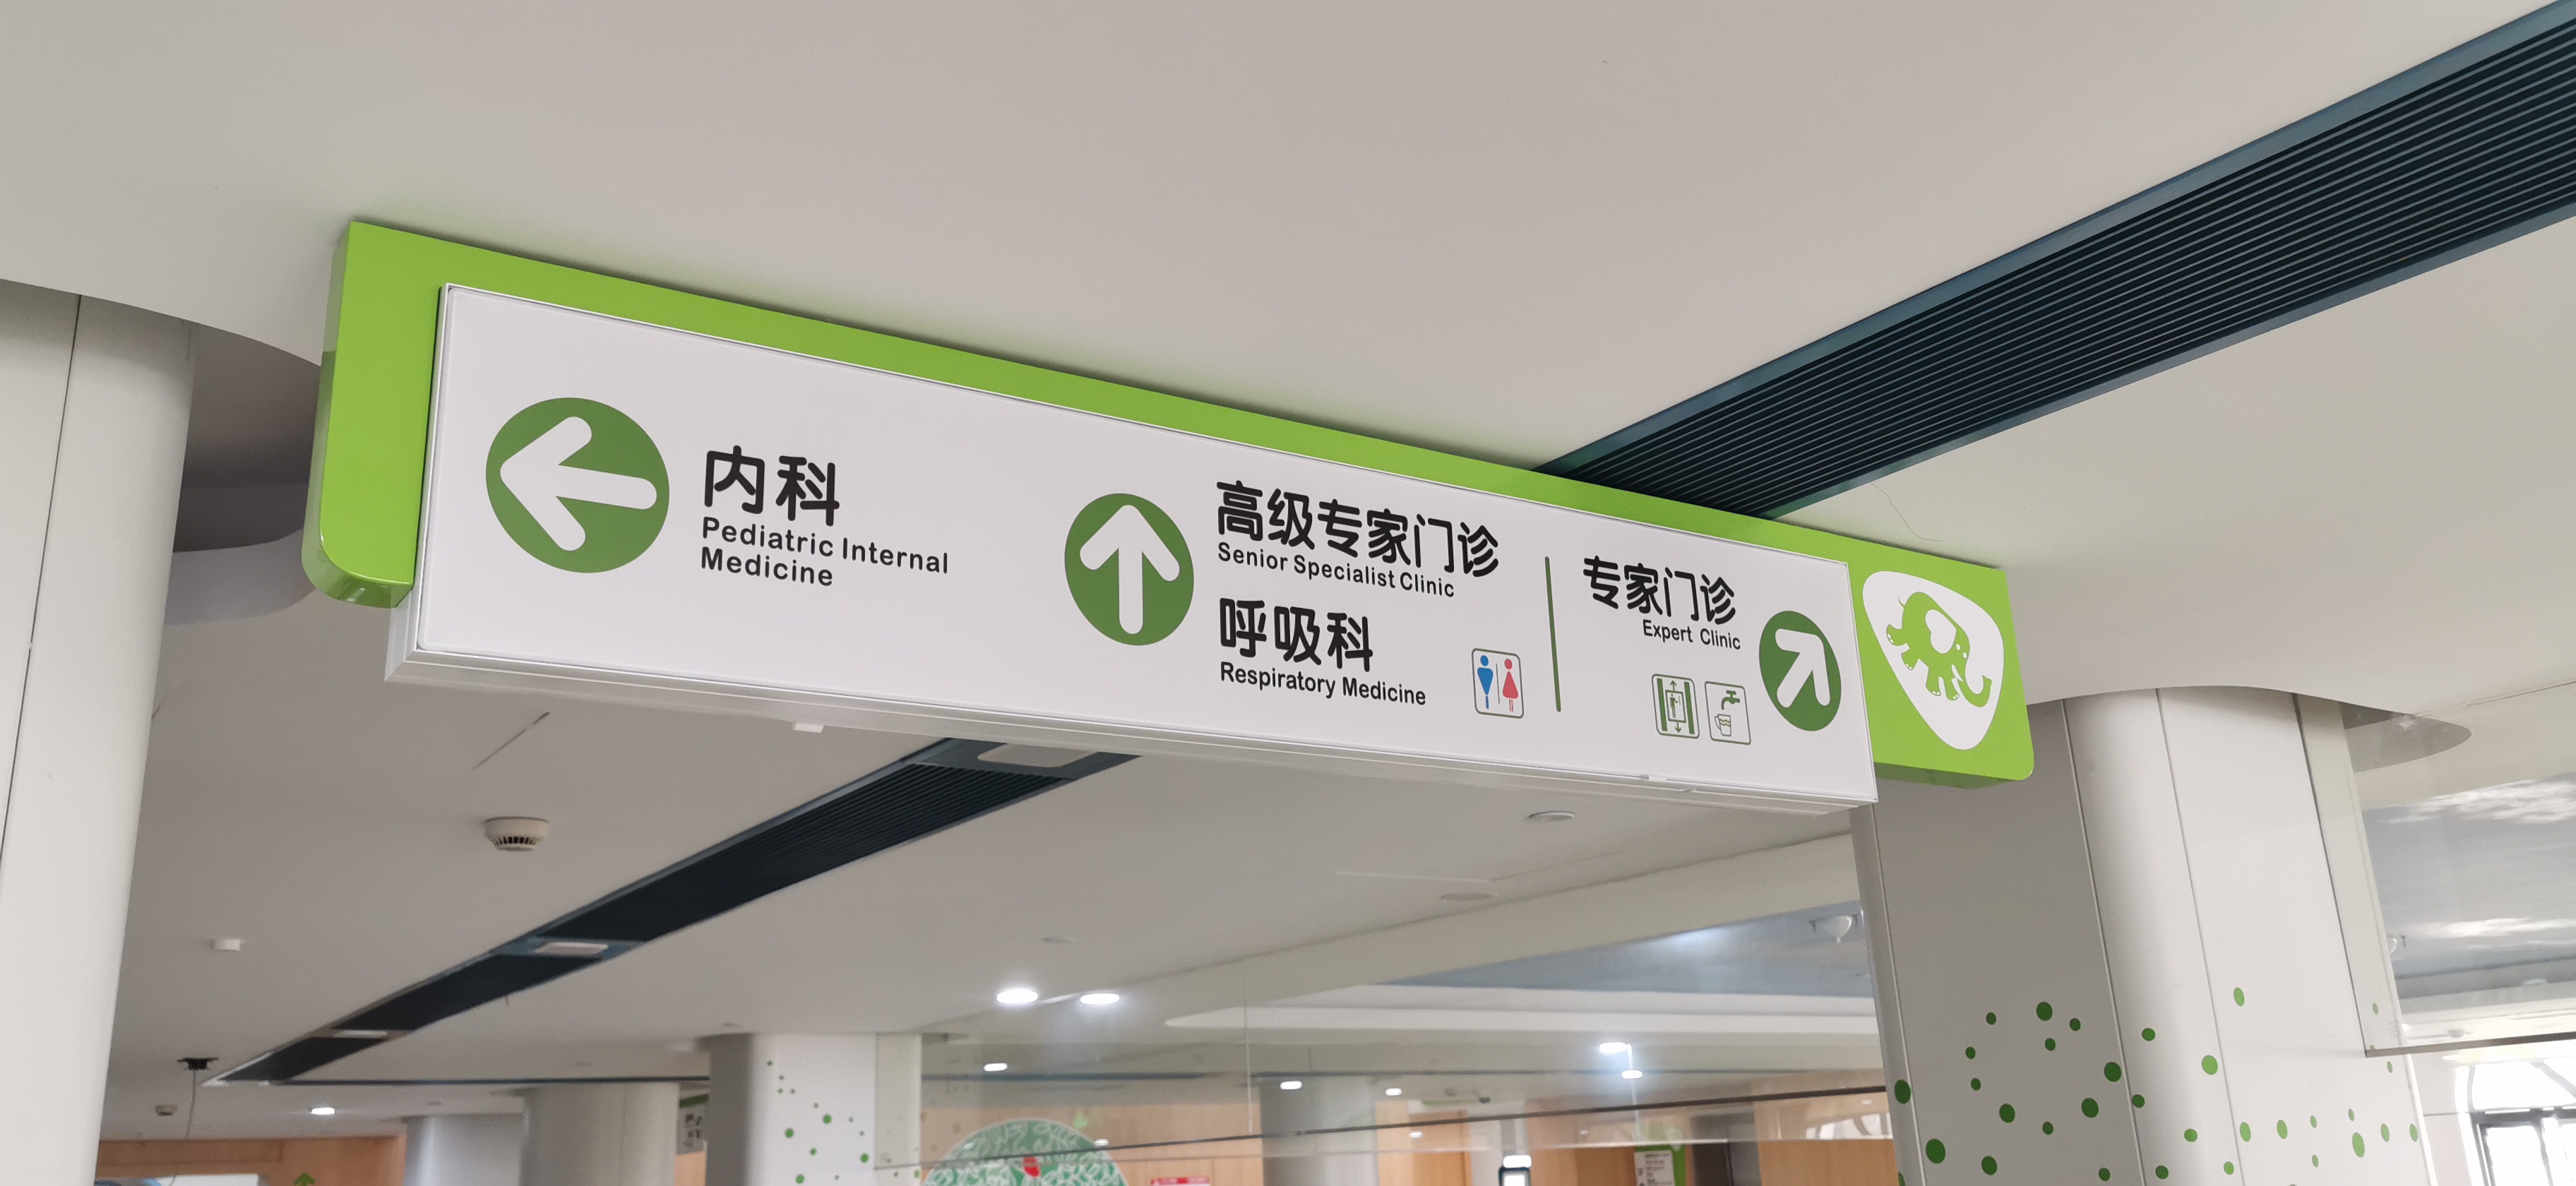 内科
Pediatric Internal
Medicine
高级专家门诊
Senior Specialist Clinic
呼吸科
Respiratory Medicine
专家门诊
Expert Clinic